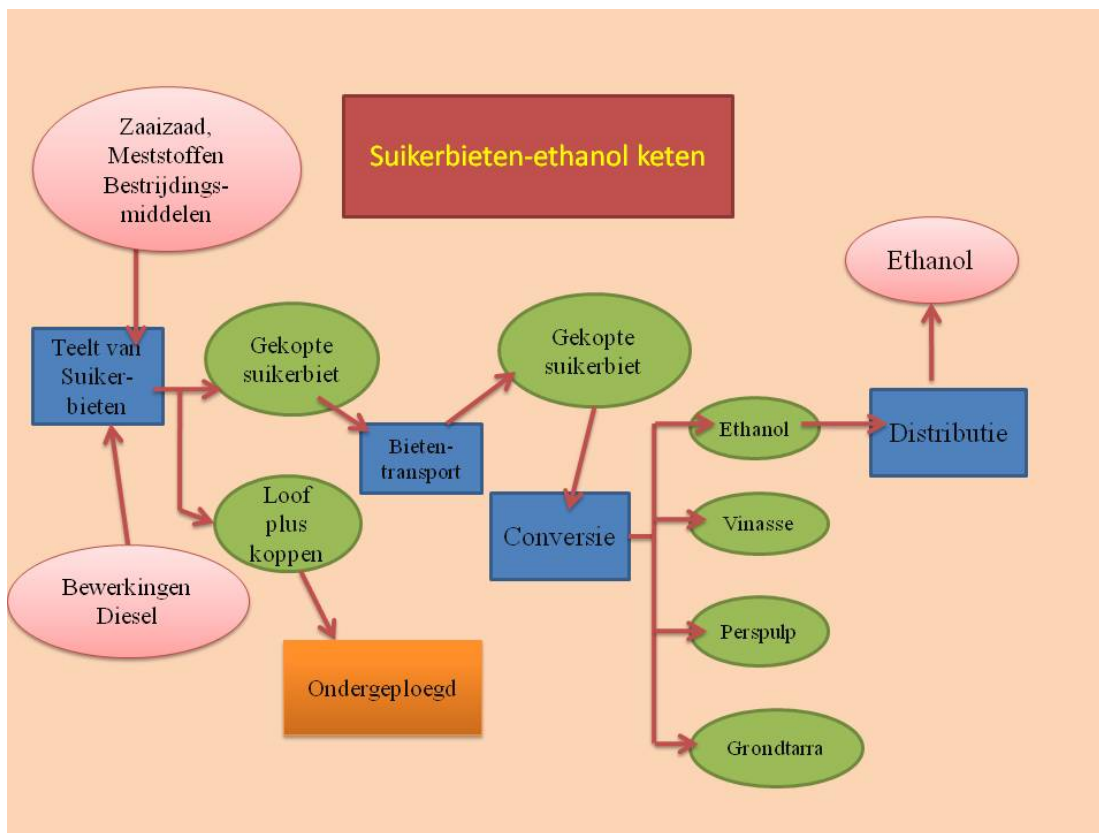 Zaaizaad,
Meststoffen
Bestrijdings-
middelen
Suikerbieten-ethanol keten
Ethanol
Teelt van
Suiker-
bieten
Gekopte
suikerbiet
Gekopte
suikerbiet
Bieten-
transport
Ethanol
Distributie
Loof
plus
koppen
Conversie
Vinasse
Bewerkingen
Diesel
Perspulp
Ondergeploegd
Grondtarra